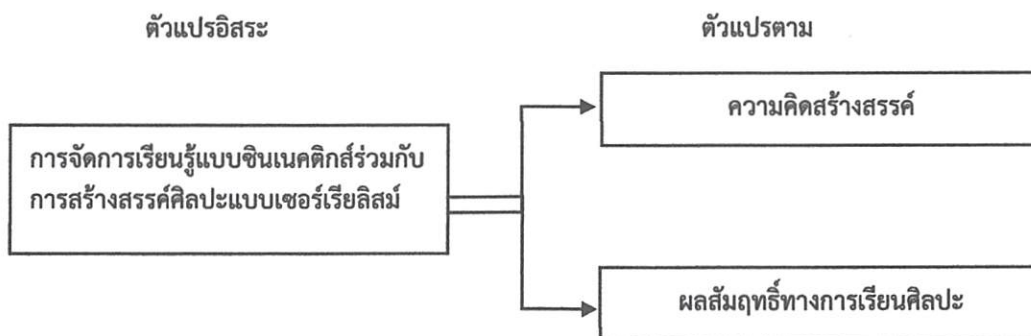 ตัวแปรอิสระ
ตัวแปรตาม
ความคิดสร้างสรรค์
การจัดการเรียนรู้แบบซินเนคติกส์ร่วมกับ
การสร้างสรรค์ศิลปะแบบเซอร์เรียลิสม์
ผลสัมฤทธิ์ทางการเรียนศิลปะ